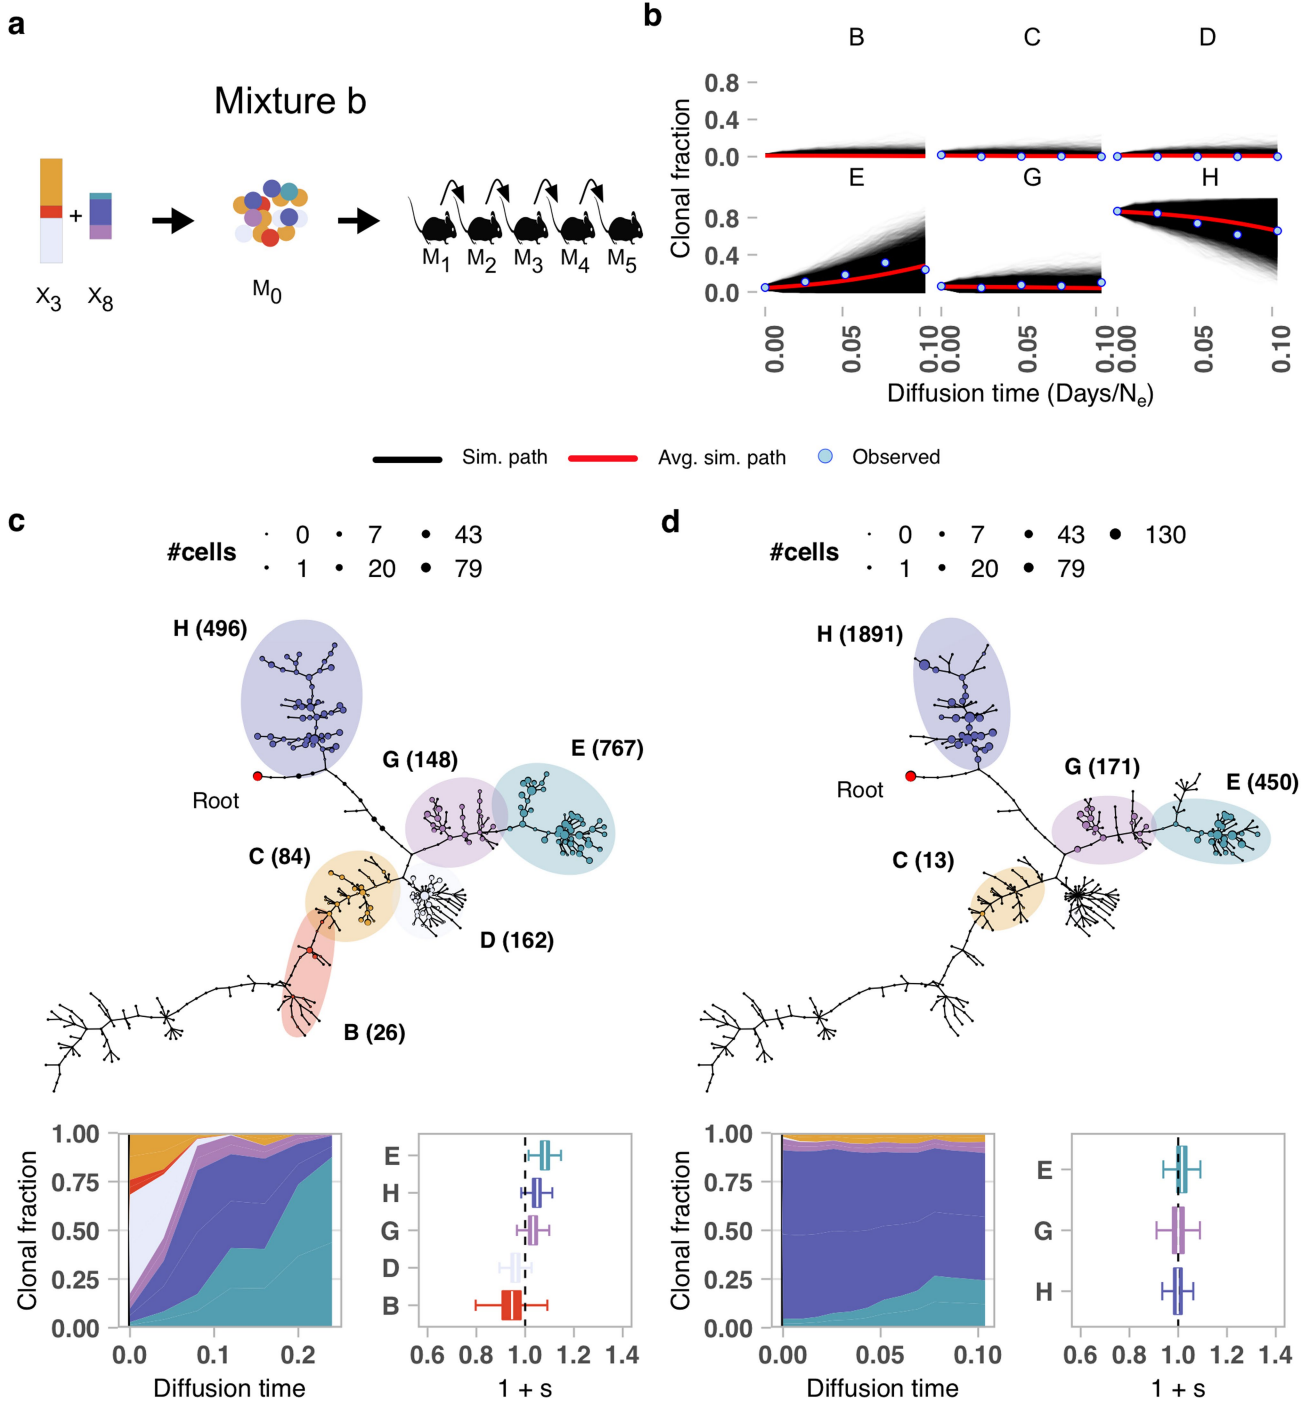 a
Mixture b
X3 + X8
M0
M1 M2 M3 M4 M5
b
B C D
Clonal fraction
0.8
0.4
0.0
E G H
0.8
0.4
0.0
0.00 0.05 0.10 0.00 0.05 0.10 0.00 0.05 0.10
Diffusion time (Days/Ne)
Sim. path Avg. sim. path Observed
c
#cells
0 7 43
1 20 79
H (496)
G (148)
E (767)
Root
C (84)
D (162)
B (26)
Clonal fraction
1.00
0.75
0.50
0.25
0.00
0.0 0.1 0.2
Diffusion time
E
H
G
D
B
0.6 0.8 1.0 1.2 1.4
1 + s
d
#cells
0 7 43 130
1 20 79
H (1891)
G (171)
E (450)
Root
C (13)
Clonal fraction
1.00
0.75
0.50
0.25
0.00
0.00 0.05 0.10
Diffusion time
E
G
H
0.6 0.8 1.0 1.2 1.4
1 + s